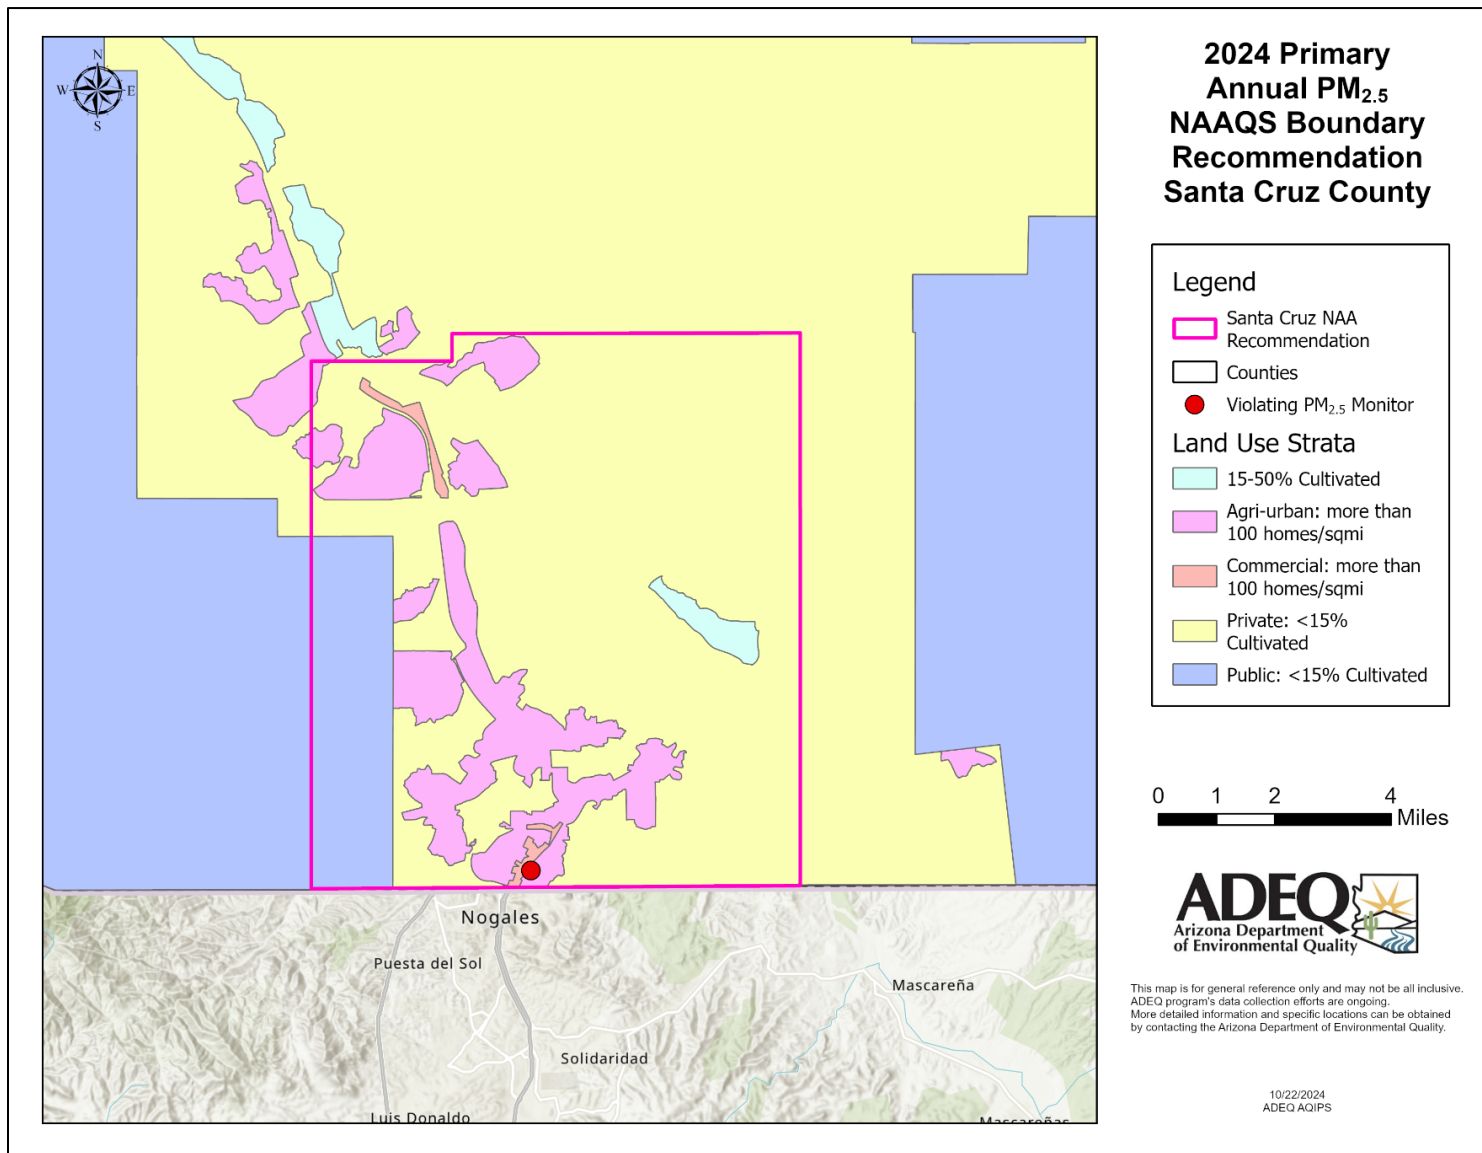 2024 Primary
Annual PM2.5
NAAQS Boundary
Recommendation
Santa Cruz County
N
W
E
S
Legend
Santa Cruz NAA
Recommendation
Counties
Violating PM2.5 Monitor
Land Use Strata
15-50% Cultivated
Agri-urban: more than
100 homes/sqmi
Commercial: more than
100 homes/sqmi
Private: <15%
Cultivated
Public: <15% Cultivated
0 1 2 4
Miles
ADEQ
Arizona Department
of Environmental Quality
This map is for general reference only and may not be all inclusive.
ADEQ program's data collection efforts are ongoing.
More detailed information and specific locations can be obtained
by contacting the Arizona Department of Environmental Quality.
10/22/2024
ADEQ AQIPS
Nogales
Puesta del Sol
Mascareña
Solidaridad
Luis Donaldo
Mascareñas